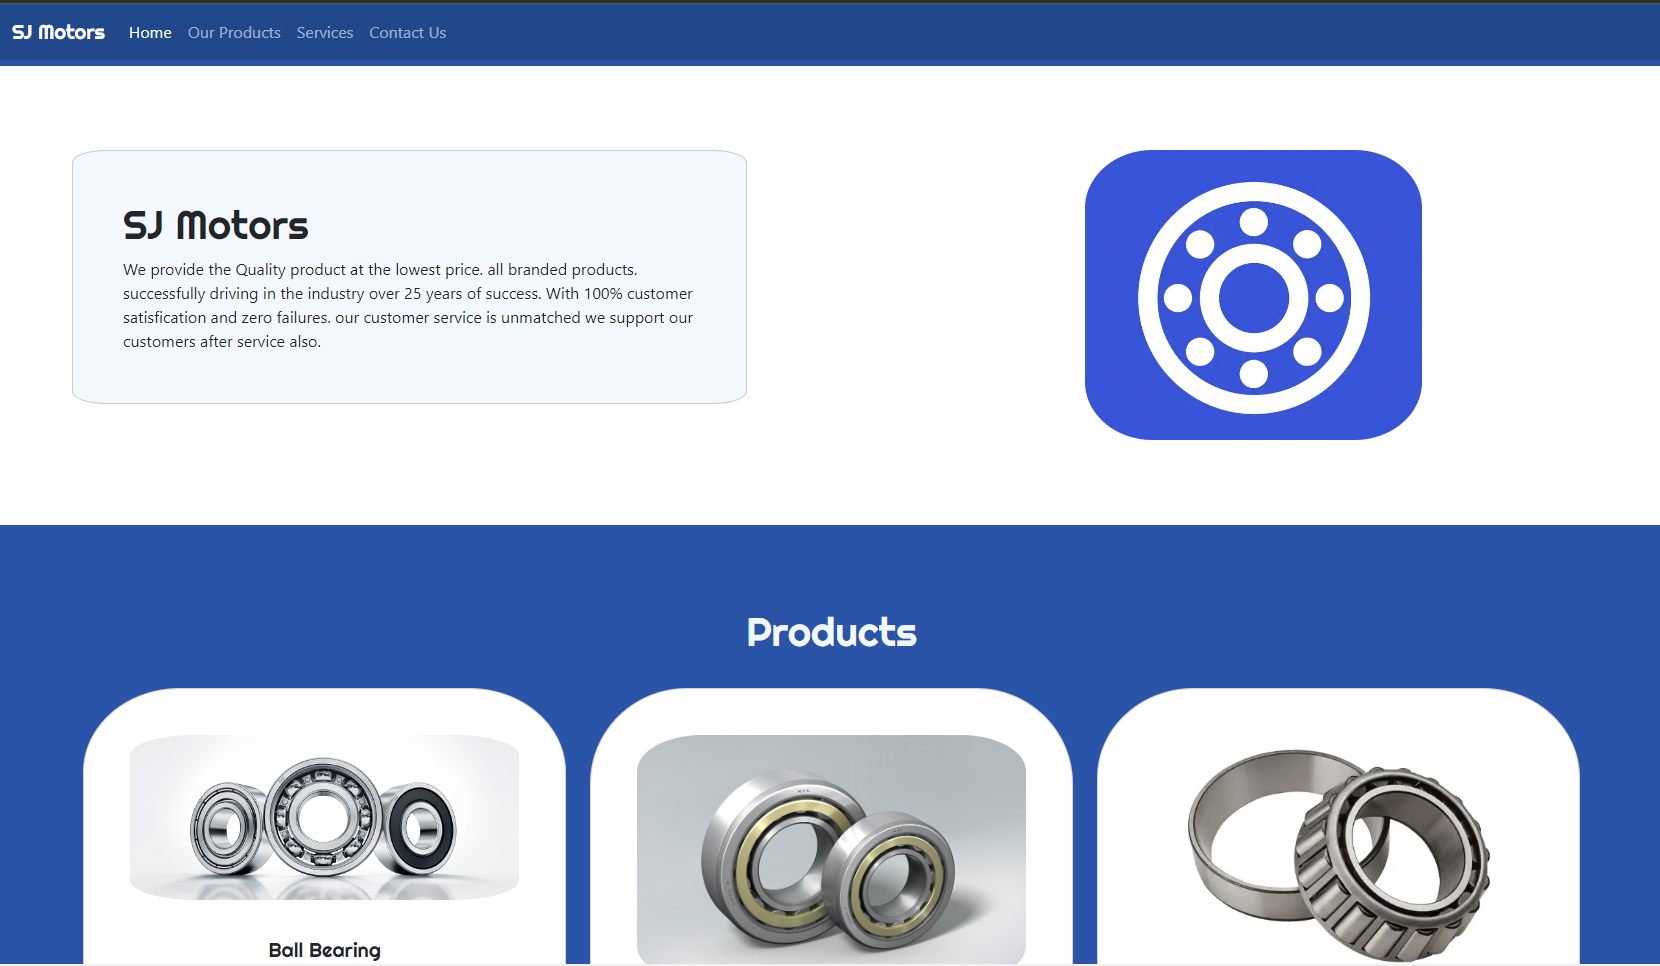 SJ Motors Home Our Products Services Contact Us
SJ Motors
We provide the Quality product at the lowest price. all branded products.
successfully driving in the industry over 25 years of success. With 100% customer
satisfication and zero failures. our customer service is unmatched we support our
customers after service also.
Products
Ball Bearing